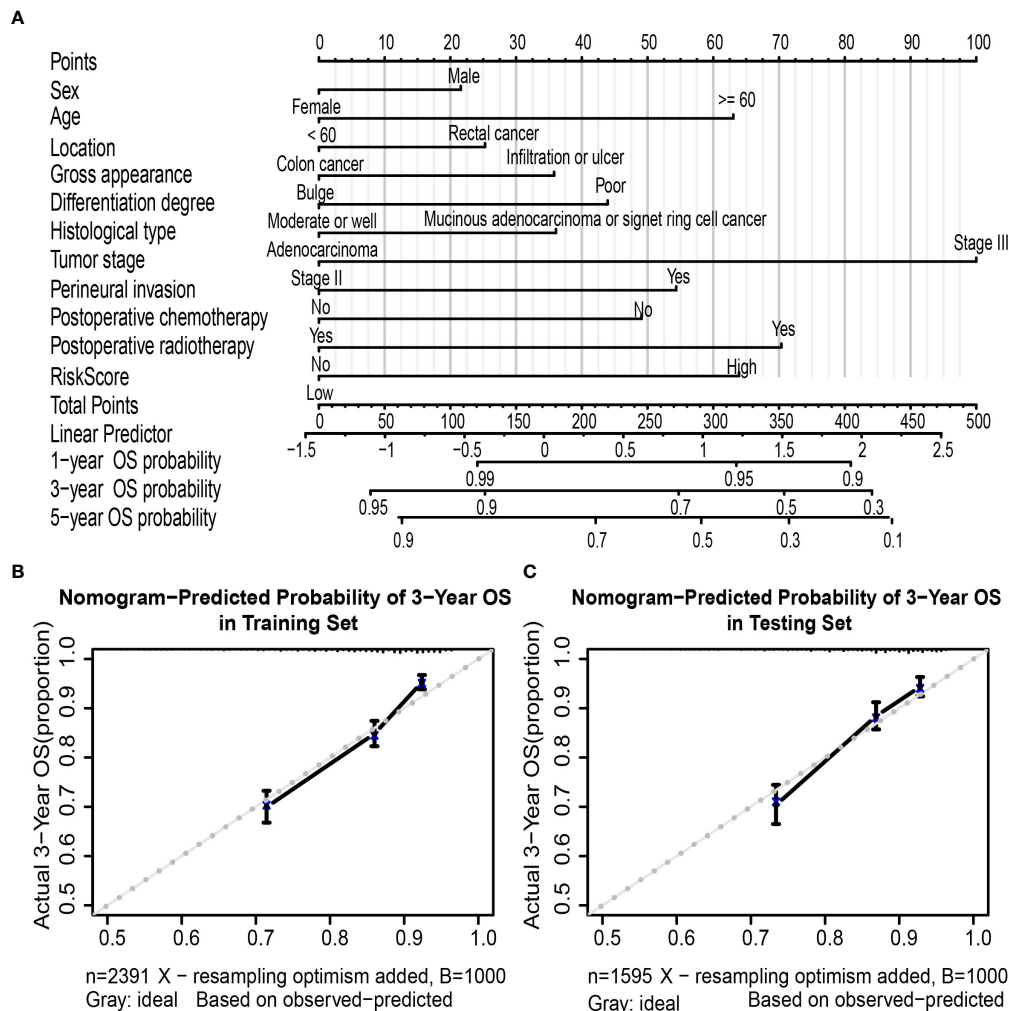 A
0 10 20 30 40 50 60 70 80 90 100
Points
Male
Sex
Female
>= 60
Age
< 60
Rectal cancer
Location
Colon cancer
Infiltration or ulcer
Gross appearance
Bulge
Poor
Differentiation degree
Moderate or well
Mucinous adenocarcinoma or signet ring cell cancer
Histological type
Adenocarcinoma
Stage III
Tumor stage
Stage II
Yes
Perineural invasion
No
No
Postoperative chemotherapy
Yes
Yes
Postoperative radiotherapy
No
High
RiskScore
Low
Total Points
0 50 100 150 200 250 300 350 400 450 500
Linear Predictor
−1.5 −1 −0.5 0 0.5 1 1.5 2 2.5
1−year OS probability
0.99 0.95 0.9
3−year OS probability
0.95 0.9 0.7 0.5 0.3
5−year OS probability
0.9 0.7 0.5 0.3 0.1
B
Nomogram−Predicted Probability of 3−Year OS
in Training Set
Actual 3−Year OS(proportion)
1.0
0.9
0.8
0.7
0.6
0.5
0.5 0.6 0.7 0.8 0.9 1.0
n=2391 X − resampling optimism added, B=1000
Gray: ideal Based on observed−predicted
C
Nomogram−Predicted Probability of 3−Year OS
in Testing Set
Actual 3−Year OS(proportion)
1.0
0.9
0.8
0.7
0.6
0.5
0.5 0.6 0.7 0.8 0.9 1.0
n=1595 X − resampling optimism added, B=1000
Gray: ideal Based on observed−predicted